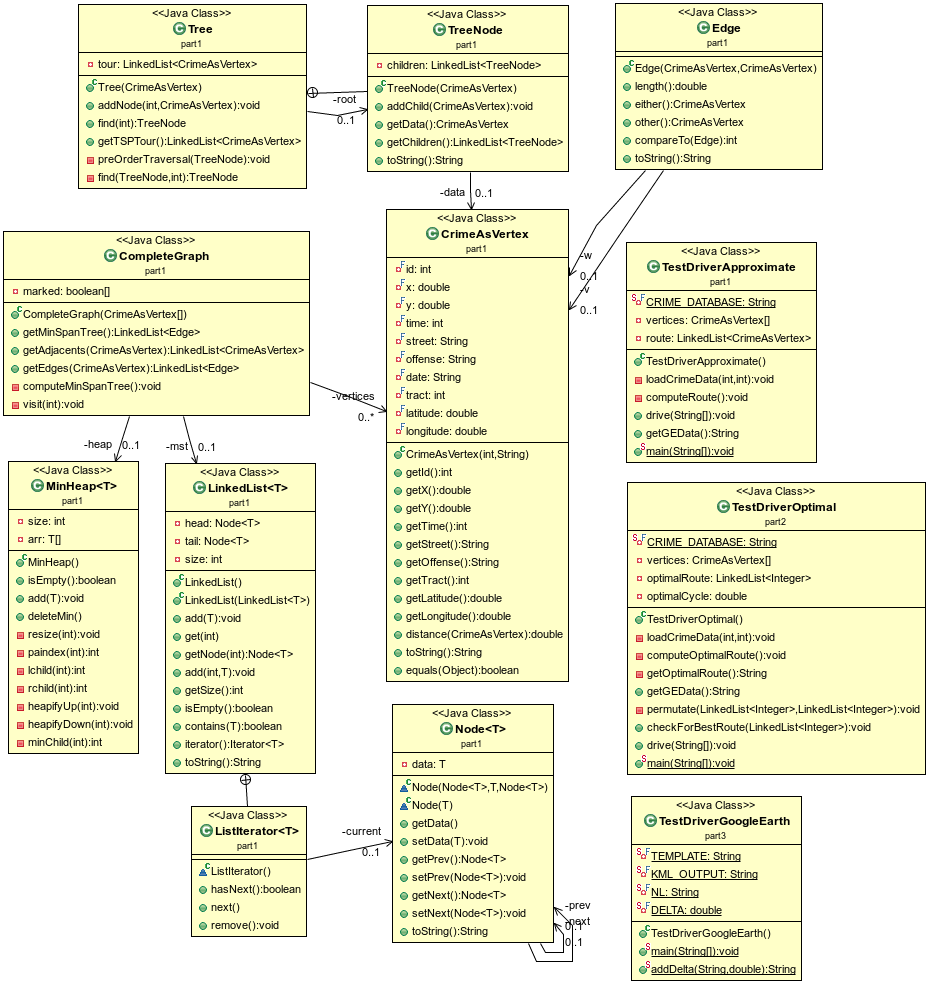 <<Java Class>>
Tree
part1
tour: LinkedList<CrimeAsVertex>
Tree(CrimeAsVertex)
addNode(int,CrimeAsVertex):void
find(int):TreeNode
getTSPTour():LinkedList<CrimeAsVertex>
preOrderTraversal(TreeNode):void
find(TreeNode,int):TreeNode
-root
0..1
<<Java Class>>
TreeNode
part1
children: LinkedList<TreeNode>
TreeNode(CrimeAsVertex)
addChild(CrimeAsVertex):void
getData():CrimeAsVertex
getChildren():LinkedList<TreeNode>
toString():String
-data
0..1
<<Java Class>>
Edge
part1
Edge(CrimeAsVertex,CrimeAsVertex)
length():double
either():CrimeAsVertex
other():CrimeAsVertex
compareTo(Edge):int
toString():String
-w
0..1
-v
0..1
<<Java Class>>
CompleteGraph
part1
marked: boolean[]
CompleteGraph(CrimeAsVertex[])
getMinSpanTree():LinkedList<Edge>
getAdjacents(CrimeAsVertex):LinkedList<CrimeAsVertex>
getEdges(CrimeAsVertex):LinkedList<Edge>
computeMinSpanTree():void
visit(int):void
-vertices
0..*
-heap
0..1
-mst
0..1
<<Java Class>>
CrimeAsVertex
part1
id: int
x: double
y: double
time: int
street: String
offense: String
date: String
tract: int
latitude: double
longitude: double
CrimeAsVertex(int,String)
getId():int
getX():double
getY():double
getTime():int
getStreet():String
getOffense():String
getTract():int
getLatitude():double
getLongitude():double
distance(CrimeAsVertex):double
toString():String
equals(Object):boolean
<<Java Class>>
TestDriverApproximate
part1
CRIME_DATABASE: String
vertices: CrimeAsVertex[]
route: LinkedList<CrimeAsVertex>
TestDriverApproximate()
loadCrimeData(int,int):void
computeRoute():void
drive(String[]):void
getGEData():String
main(String[]):void
<<Java Class>>
MinHeap<T>
part1
size: int
arr: T[]
MinHeap()
isEmpty():boolean
add(T):void
deleteMin()
resize(int):void
paindex(int):int
lchild(int):int
rchild(int):int
heapifyUp(int):void
heapifyDown(int):void
minChild(int):int
<<Java Class>>
LinkedList<T>
part1
head: Node<T>
tail: Node<T>
size: int
LinkedList()
LinkedList(LinkedList<T>)
add(T):void
get(int)
getNode(int):Node<T>
add(int,T):void
getSize():int
isEmpty():boolean
contains(T):boolean
iterator():Iterator<T>
toString():String
<<Java Class>>
TestDriverOptimal
part2
CRIME_DATABASE: String
vertices: CrimeAsVertex[]
optimalRoute: LinkedList<Integer>
optimalCycle: double
TestDriverOptimal()
loadCrimeData(int,int):void
computeOptimalRoute():void
getOptimalRoute():String
getGEData():String
permutate(LinkedList<Integer>,LinkedList<Integer>):void
checkForBestRoute(LinkedList<Integer>):void
drive(String[]):void
main(String[]):void
<<Java Class>>
ListIterator<T>
part1
ListIterator()
hasNext():boolean
next()
remove():void
-current
0..1
<<Java Class>>
Node<T>
part1
data: T
Node(Node<T>,T,Node<T>)
Node(T)
getData()
setData(T):void
getPrev():Node<T>
setPrev(Node<T>):void
getNext():Node<T>
setNext(Node<T>):void
toString():String
-prev
0..1
-next
0..1
<<Java Class>>
TestDriverGoogleEarth
part3
TEMPLATE: String
KML_OUTPUT: String
NL: String
DELTA: double
TestDriverGoogleEarth()
main(String[]):void
addDelta(String,double):String